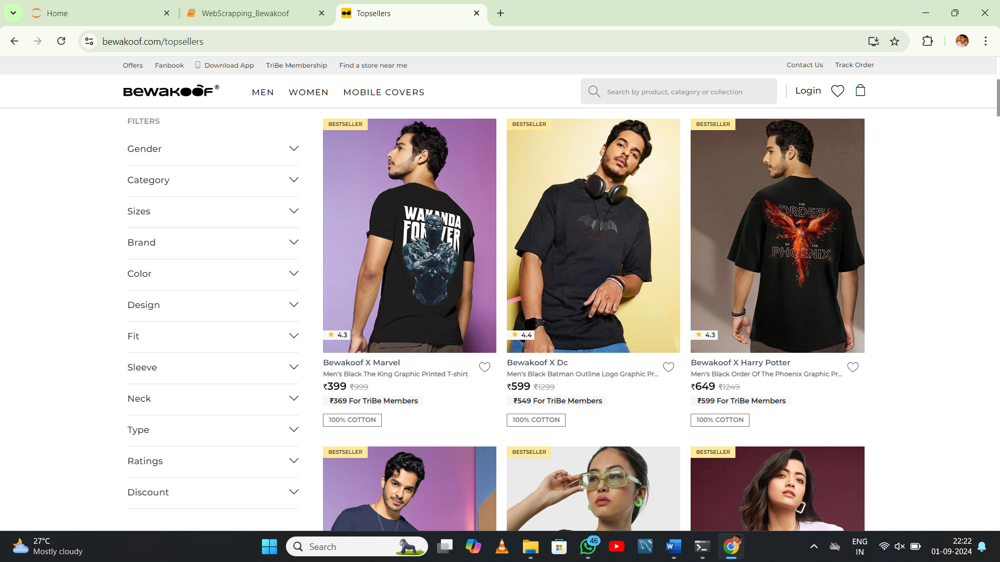 Home
WebScrapping_Bewakoof
Topsellers
bewakoof.com/topsellers
Offers Fanbook Download App TriBe Membership Find a store near me Contact Us Track Order
BEWAKOOF® MEN WOMEN MOBILE COVERS Search by product, category or collection Login
FILTERS
Gender
Category
Sizes
Brand
Color
Design
Fit
Sleeve
Neck
Type
Ratings
Discount
BESTSELLER
WAKANDA
FOREVER
4.3
Bewakoof X Marvel
Men's Black The King Graphic Printed T-shirt
₹399 ₹999
₹369 For TriBe Members
100% COTTON
BESTSELLER
4.4
Bewakoof X Dc
Men's Black Batman Outline Logo Graphic Pr...
₹599 ₹1299
₹549 For TriBe Members
100% COTTON
BESTSELLER
THE
ORDER
OF THE
PHOENIX
4.3
Bewakoof X Harry Potter
Men's Black Order Of The Phoenix Graphic Pr...
₹649 ₹1249
₹599 For TriBe Members
100% COTTON
BESTSELLER
BESTSELLER
BESTSELLER
27°C
Mostly cloudy
Search
46
W
ENG
IN
22:22
01-09-2024